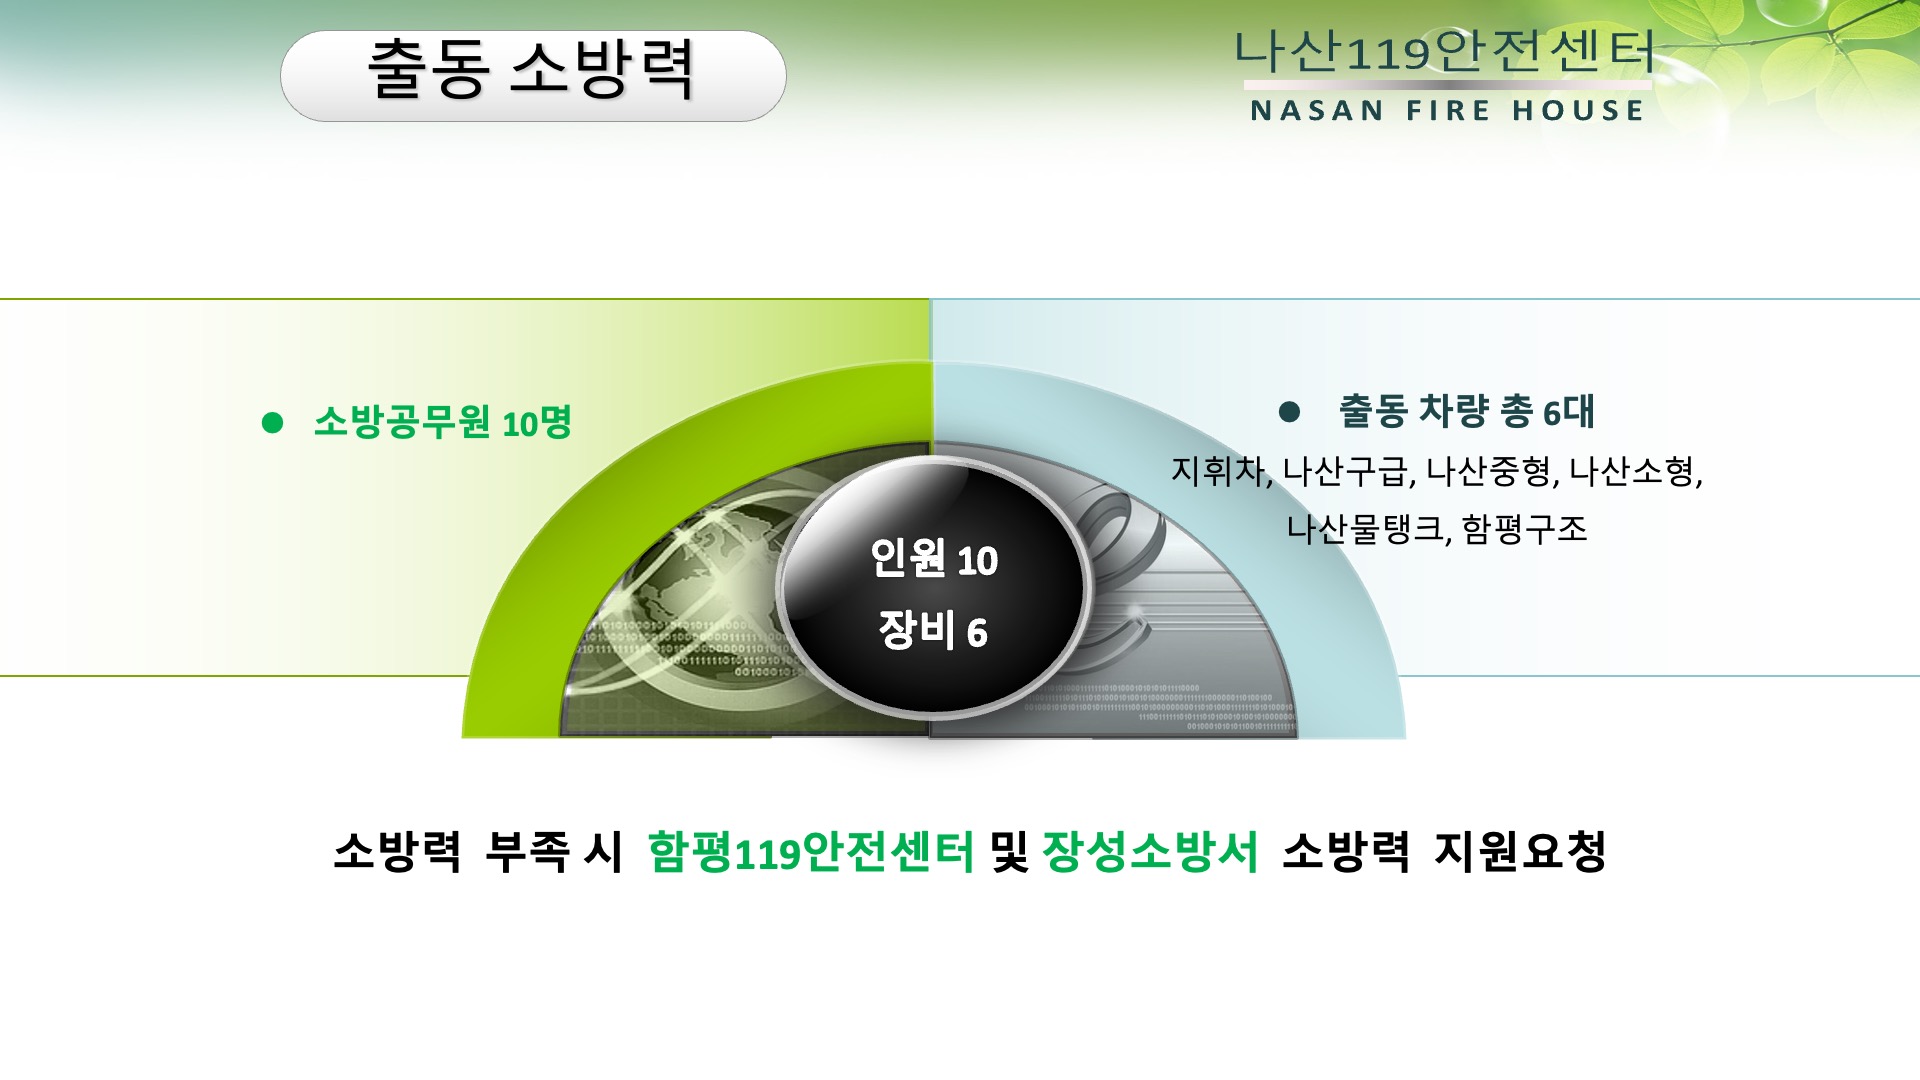 출동 소방력
나산119안전센터
NASAN FIRE HOUSE
● 소방공무원 10명
● 출동 차량 총 6대
지휘차, 나산구급, 나산중형, 나산소형,
나산물탱크, 함평구조
인원 10
장비 6
소방력 부족 시 함평119안전센터 및 장성소방서 소방력 지원요청